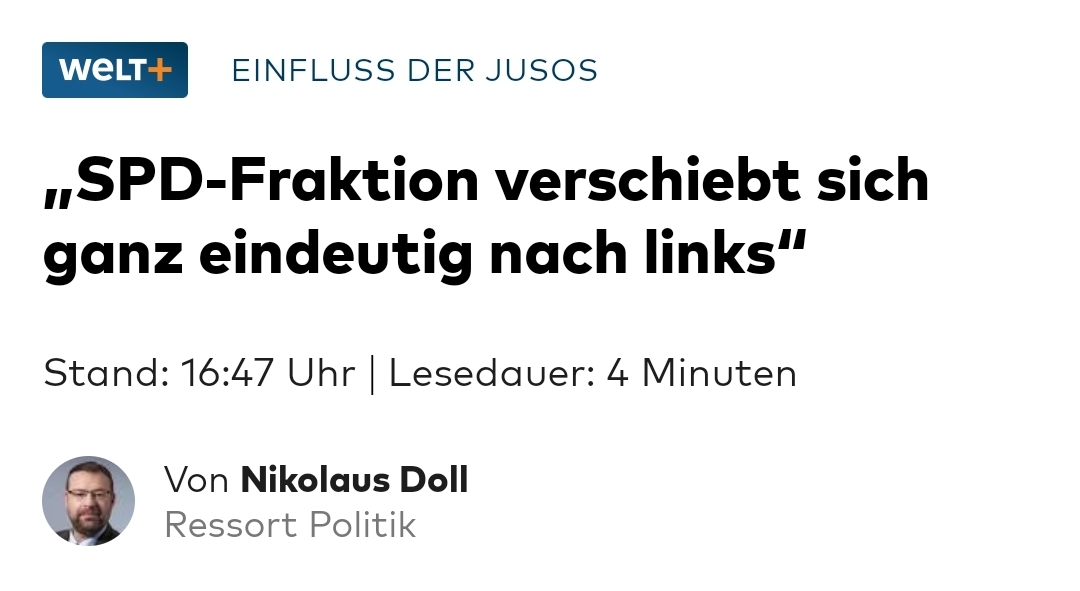 WELT+ EINFLUSS DER JUSOS
„SPD-Fraktion verschiebt sich
ganz eindeutig nach links“
Stand: 16:47 Uhr | Lesedauer: 4 Minuten
Von Nikolaus Doll
Ressort Politik